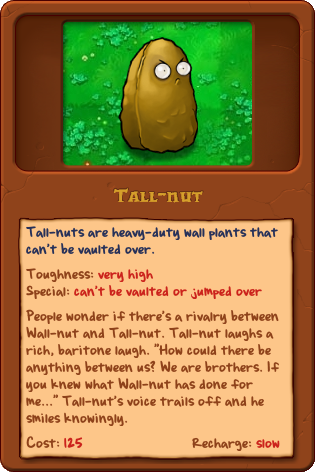 Tall-nut
Tall-nuts are heavy-duty wall plants that
can't be vaulted over.
Toughness: very high
Special: can't be vaulted or jumped over
People wonder if there's a rivalry between
Wall-nut and Tall-nut. Tall-nut laughs a
rich, baritone laugh. "How could there be
anything between us? We are brothers. If
you knew what Wall-nut has done for
me..." Tall-nut's voice trails off and he
smiles knowingly.
Cost: 125 Recharge: slow